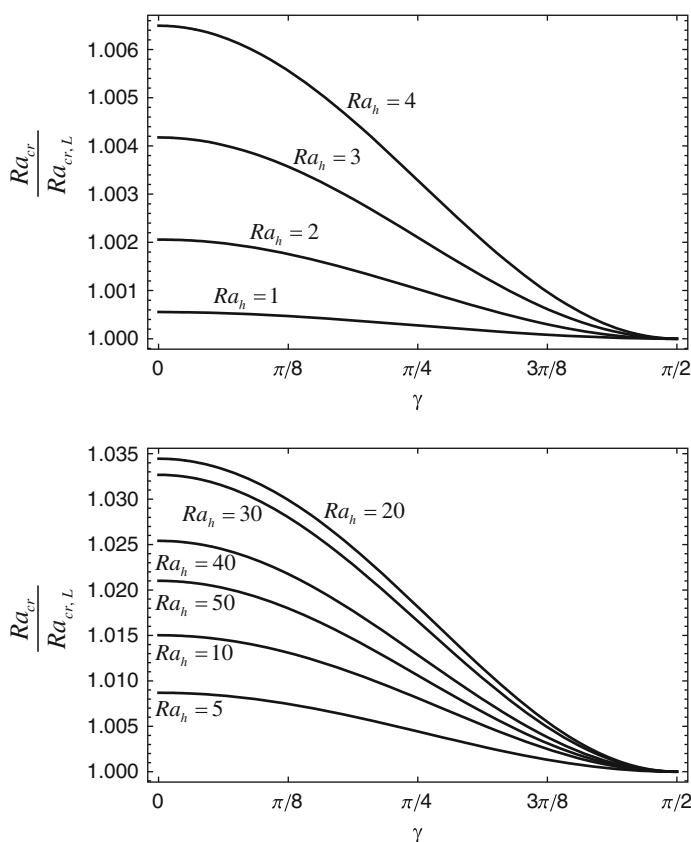 1.006
1.004
1.003
1.002
1.001
1.000
Ra_cr
Ra_cr, L
Ra_h = 4
Ra_h = 3
Ra_h = 2
Ra_h = 1
0
π/8
π/4
3π/8
π/2
γ
1.035
1.030
1.025
1.020
1.015
1.010
1.005
1.000
Ra_cr
Ra_cr, L
Ra_h = 20
Ra_h = 30
Ra_h = 40
Ra_h = 50
Ra_h = 10
Ra_h = 5
0
π/8
π/4
3π/8
π/2
γ